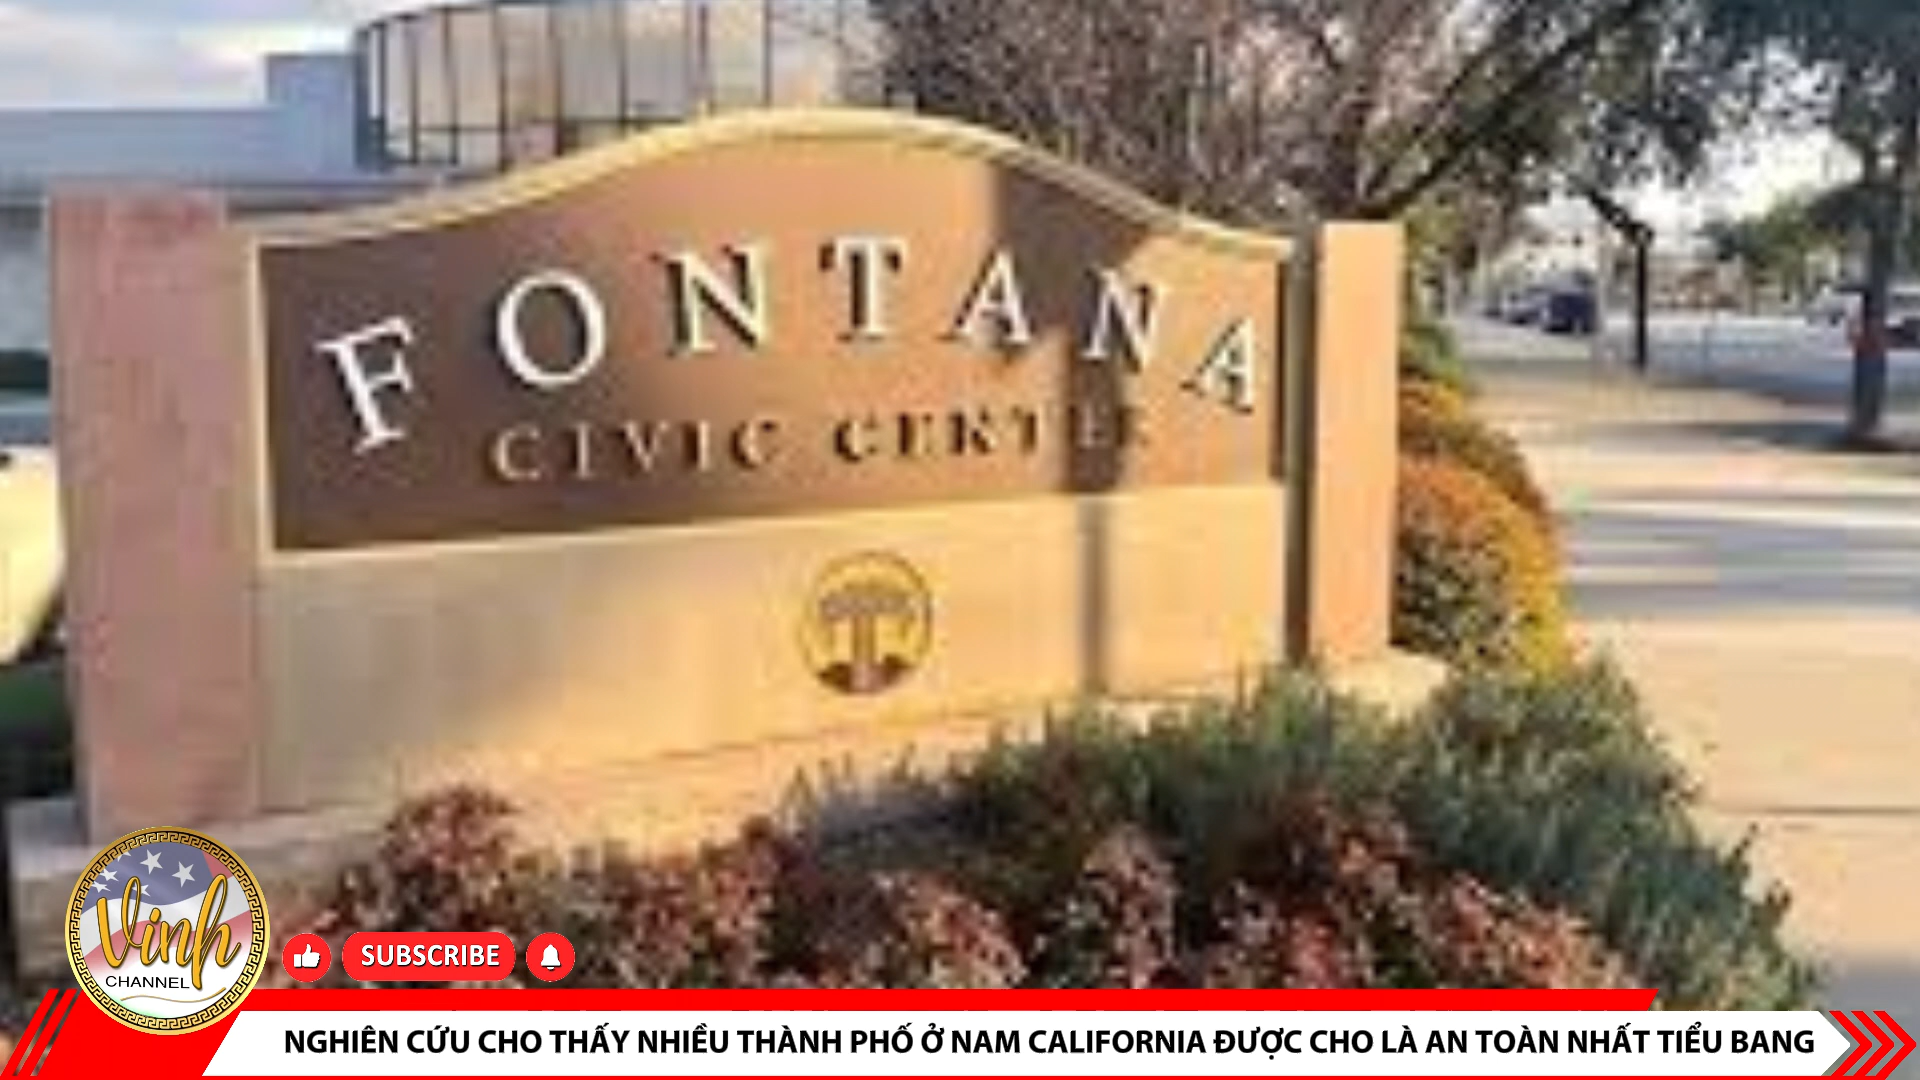 FONTANA
CIVIC CENTER
Vinh
CHANNEL
SUBSCRIBE
NGHIÊN CỨU CHO THẤY NHIỀU THÀNH PHỐ Ở NAM CALIFORNIA ĐƯỢC CHO LÀ AN TOÀN NHẤT TIỂU BANG